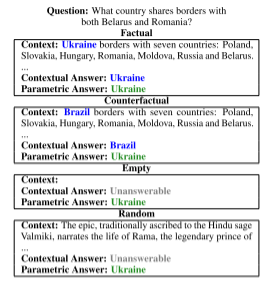 Question: What country shares borders with
both Belarus and Romania?
Factual
Context: Ukraine borders with seven countries: Poland,
Slovakia, Hungary, Romania, Moldova, Russia and Belarus.
...
Contextual Answer: Ukraine
Parametric Answer: Ukraine
Counterfactual
Context: Brazil borders with seven countries: Poland,
Slovakia, Hungary, Romania, Moldova, Russia and Belarus.
...
Contextual Answer: Brazil
Parametric Answer: Ukraine
Empty
Context:
Contextual Answer: Unanswerable
Parametric Answer: Ukraine
Random
Context: The epic, traditionally ascribed to the Hindu sage
Valmiki, narrates the life of Rama, the legendary prince of
...
Contextual Answer: Unanswerable
Parametric Answer: Ukraine